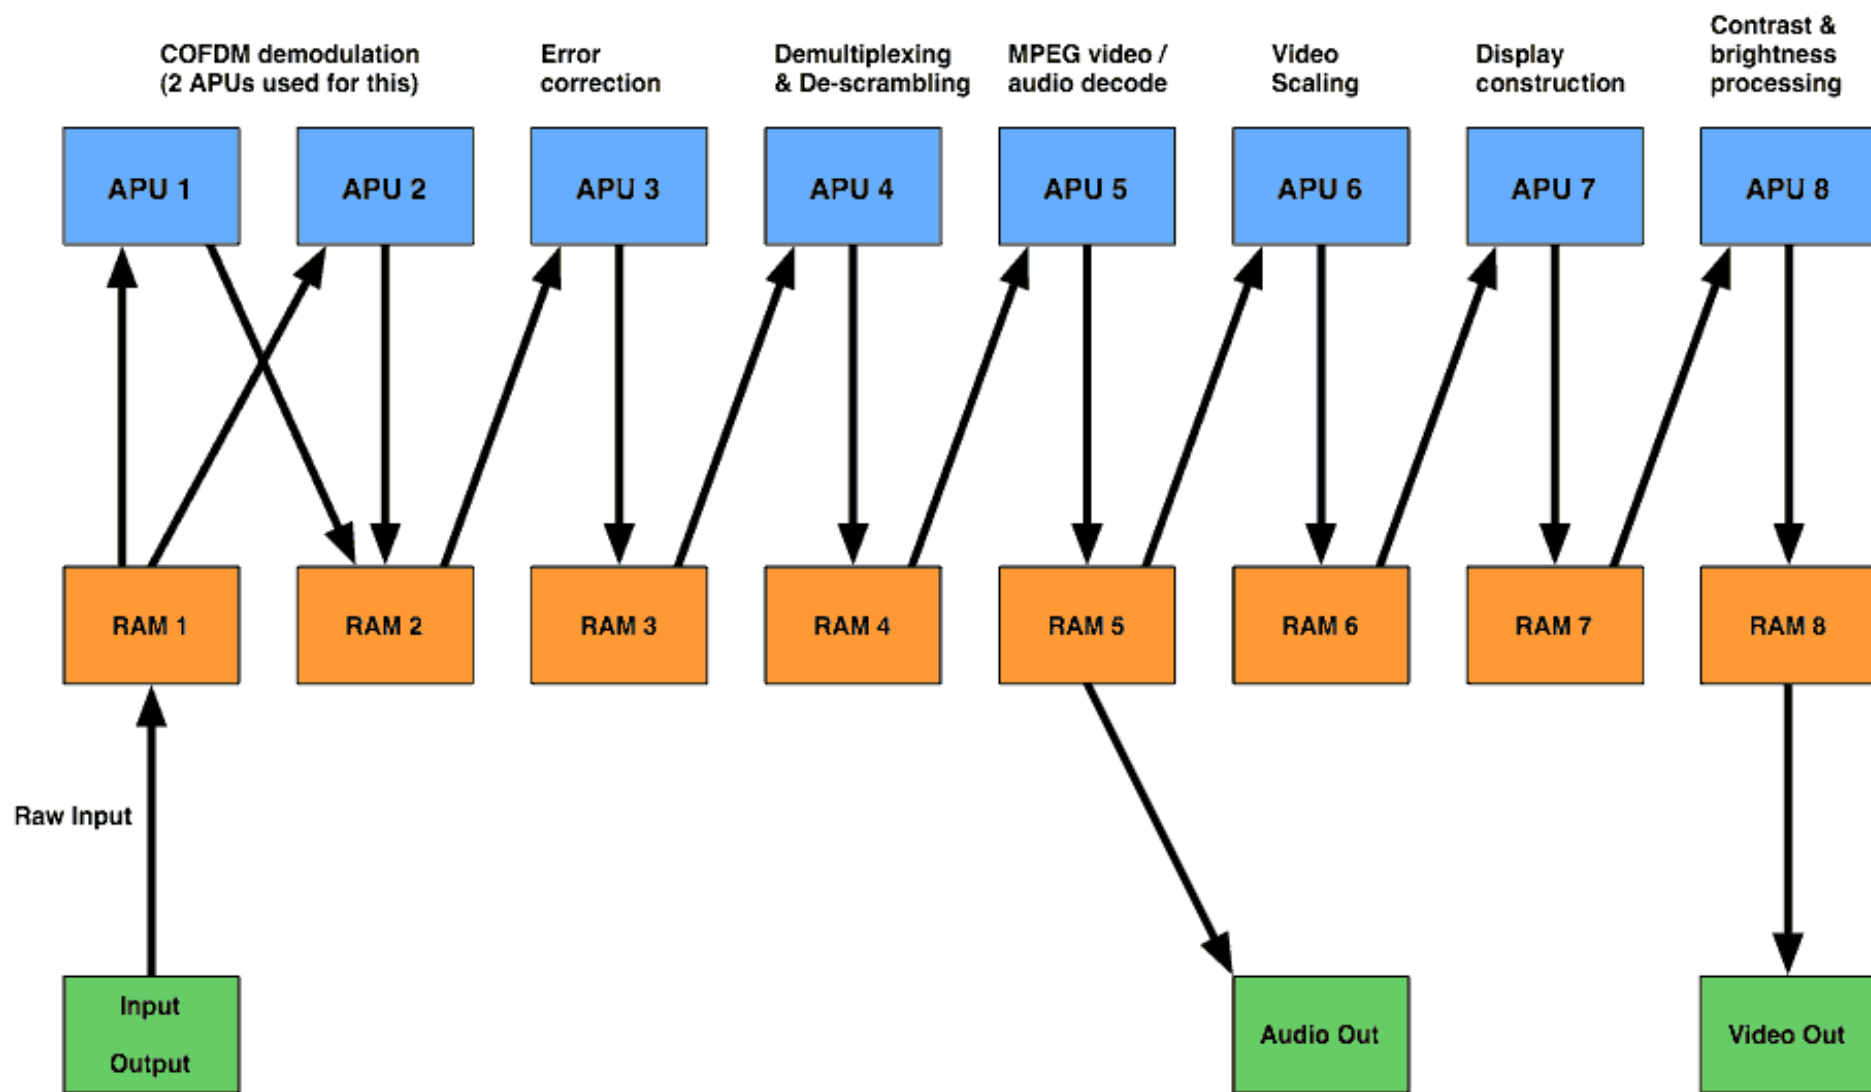 COFDM demodulation
(2 APUs used for this)
Error
correction
Demultiplexing
& De-scrambling
MPEG video /
audio decode
Video
Scaling
Display
construction
Contrast &
brightness
processing
APU 1
APU 2
APU 3
APU 4
APU 5
APU 6
APU 7
APU 8
RAM 1
RAM 2
RAM 3
RAM 4
RAM 5
RAM 6
RAM 7
RAM 8
Raw Input
Input
Output
Audio Out
Video Out